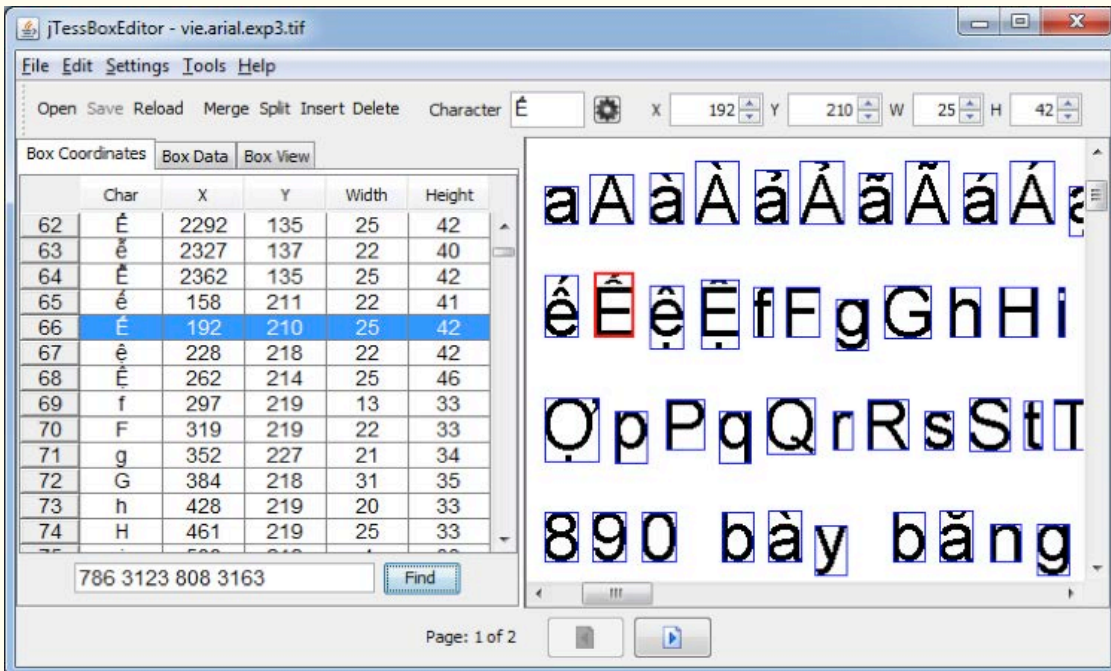 jTessBoxEditor - vie.arial.exp3.tif
File Edit Settings Tools Help
Open Save Reload Merge Split Insert Delete Character Ế X 192 Y 210 W 25 H 42
Box Coordinates Box Data Box View
Char X Y Width Height
62 Ể 2292 135 25 42
63 ễ 2327 137 22 40
64 Ễ 2362 135 25 42
65 ế 158 211 22 41
66 Ế 192 210 25 42
67 ệ 228 218 22 42
68 Ệ 262 214 25 46
69 f 297 219 13 33
70 F 319 219 22 33
71 g 352 227 21 34
72 G 384 218 31 35
73 h 428 219 20 33
74 H 461 219 25 33
786 3123 808 3163 Find
a A à À ả Ả ã Ã á Á
ế Ế ệ Ệ f F g G h H i
Ợ p P q Q r R s S t T
890 bày băng
Page: 1 of 2